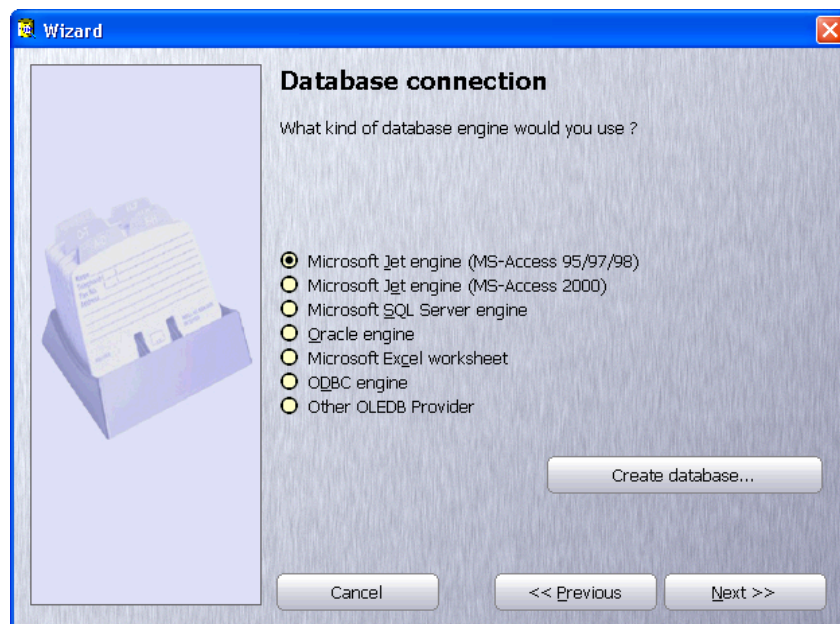 Wizard
Database connection
What kind of database engine would you use ?
Microsoft Jet engine (MS-Access 95/97/98)
Microsoft Jet engine (MS-Access 2000)
Microsoft SQL Server engine
Oracle engine
Microsoft Excel worksheet
ODBC engine
Other OLEDB Provider
Create database...
Cancel
<< Previous
Next >>